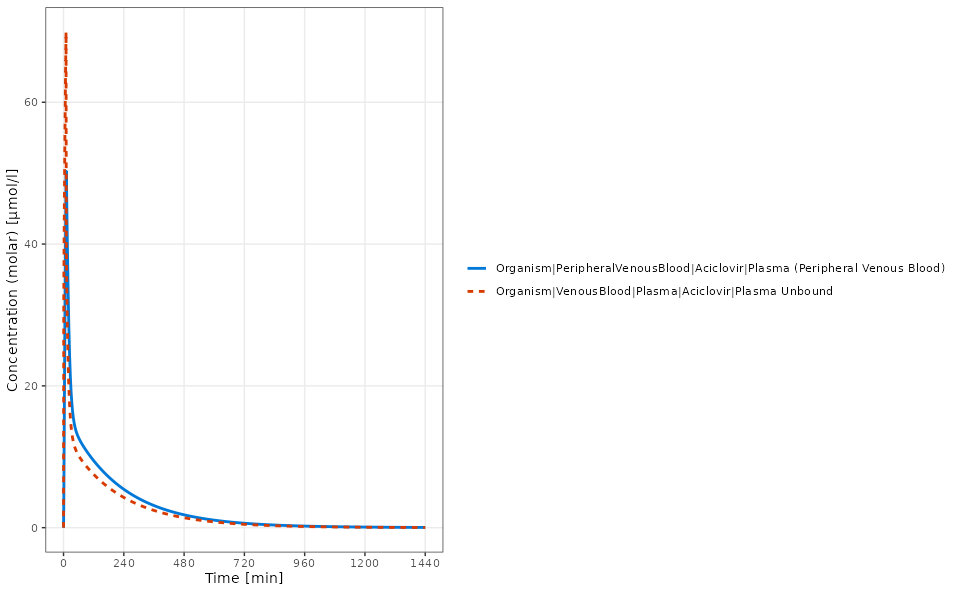 Concentration (molar) [µmol/l]
60
40
20
0
0 240 480 720 960 1200 1440
Time [min]
Organism|PeripheralVenousBlood|Aciclovir|Plasma (Peripheral Venous Blood)
Organism|VenousBlood|Plasma|Aciclovir|Plasma Unbound